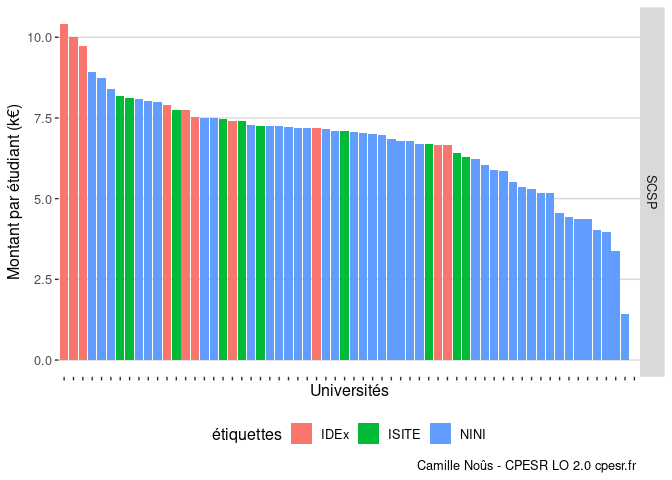 10.0
7.5
5.0
2.5
0.0
Montant par étudiant (k€)
SCSP
Universités
étiquettes IDEx ISITE NINI
Camille Noûs - CPESR LO 2.0 cpesr.fr